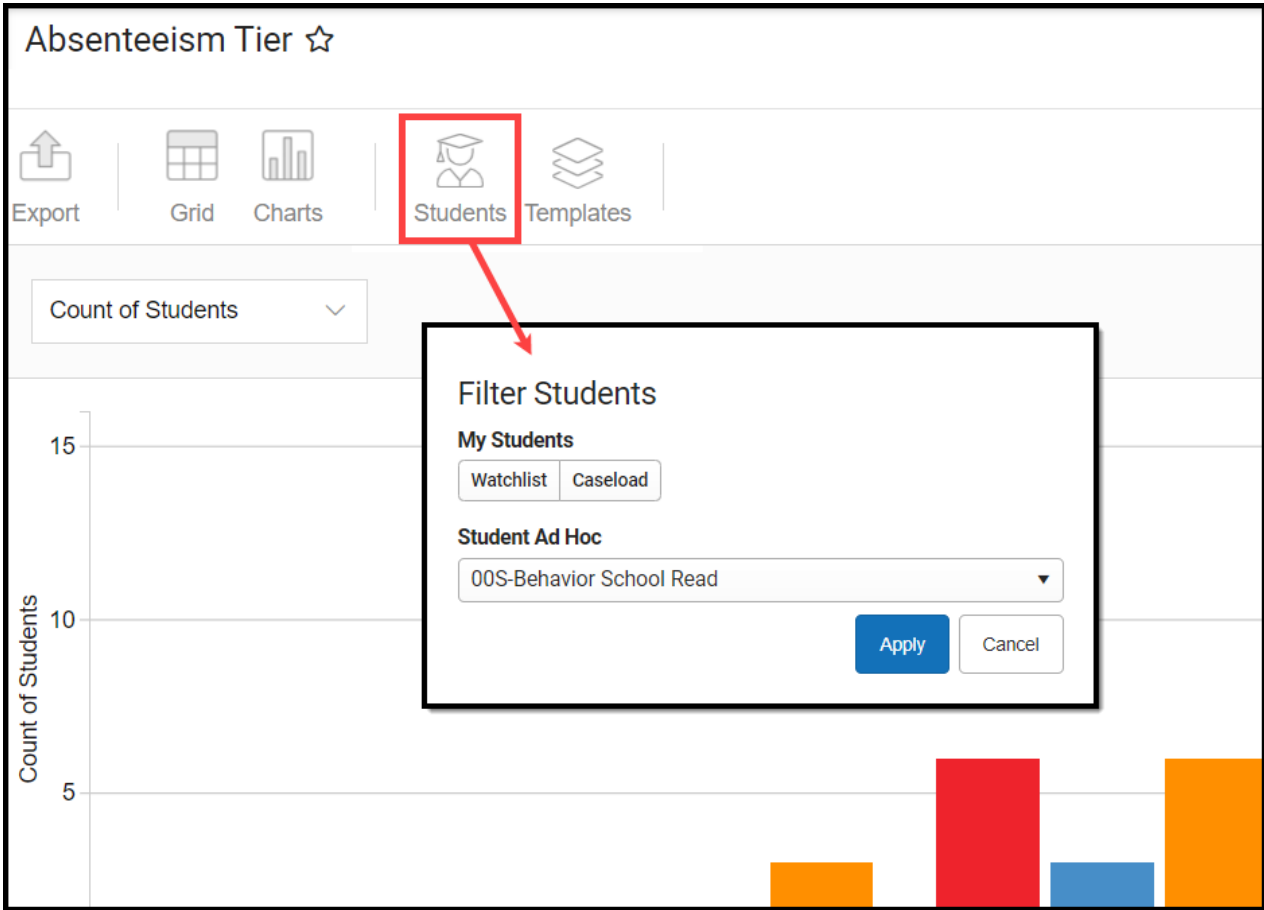 Absenteeism Tier
Export
Grid
Charts
Students
Templates
Count of Students
Filter Students
My Students
Watchlist
Caseload
Student Ad Hoc
00S-Behavior School Read
Apply
Cancel
Count of Students
15
10
5